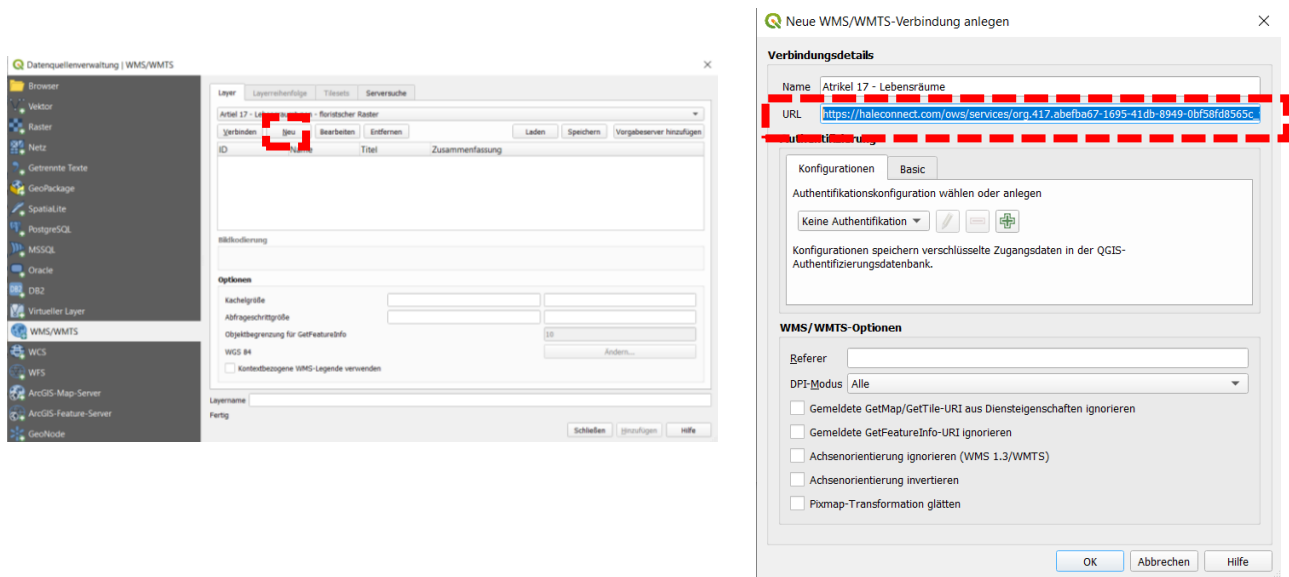 Datenquellenverwaltung | WMS/WMTS
Browser
Vektor
Raster
Netz
Getrennte Texte
GeoPackage
SpatiaLite
PostgreSQL
MSSQL
Oracle
DB2
Virtueller Layer
WMS/WMTS
WCS
WFS
ArcGIS-Map-Server
ArcGIS-Feature-Server
GeoNode
Layer Layerreihenfolge Tilesets Serversuche
floristischer Raster
Verbinden Neu Bearbeiten Entfernen Laden Speichern Vorgabeserver hinzufügen
ID Name Titel Zusammenfassung
Bildkodierung
Optionen
Kachelgröße
Abfrageschrittgröße
Objektbegrenzung für GetFeatureInfo 10
WGS 84 Ändern...
Kontextbezogene WMS-Legende verwenden
Layername
Fertig
Schließen Hinzufügen Hilfe
Neue WMS/WMTS-Verbindung anlegen
Verbindungsdetails
Name Atrikel 17 - Lebensräume
URL https://haleconnect.com/ows/services/org.417.abefba67-1695-41db-8949-0bf58fd8565c_
Authentifizierung
Konfigurationen Basic
Authentifikationskonfiguration wählen oder anlegen
Keine Authentifikation
Konfigurationen speichern verschlüsselte Zugangsdaten in der QGIS-
Authentifizierungsdatenbank.
WMS/WMTS-Optionen
Referer
DPI-Modus Alle
Gemeldete GetMap/GetTile-URI aus Diensteigenschaften ignorieren
Gemeldete GetFeatureInfo-URI ignorieren
Achsenorientierung ignorieren (WMS 1.3/WMTS)
Achsenorientierung invertieren
Pixmap-Transformation glätten
OK Abbrechen Hilfe